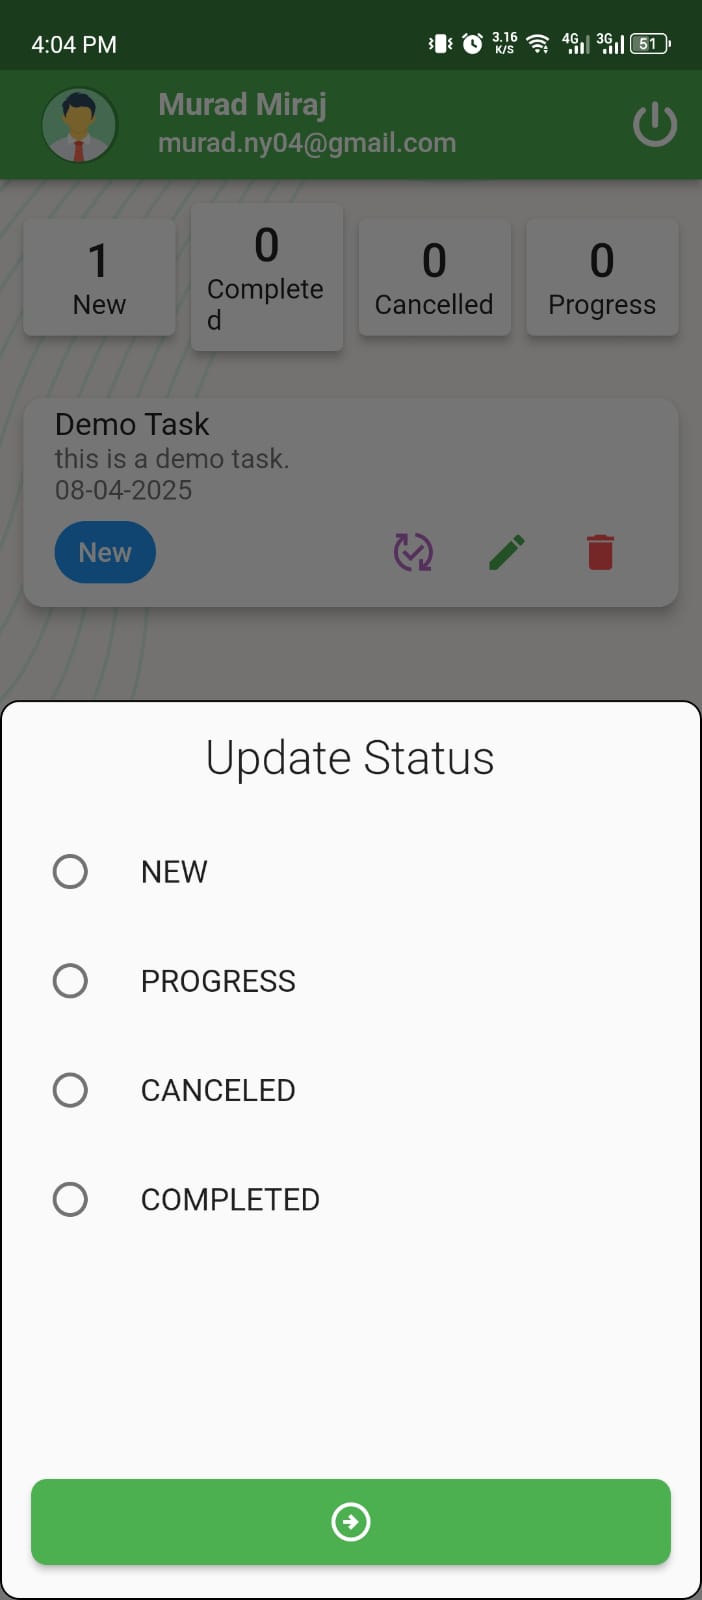 4:04 PM
3.16
K/S
4G
3G
51
Murad Miraj
murad.ny04@gmail.com
1
New
0
Complete
d
0
Cancelled
0
Progress
Demo Task
this is a demo task.
08-04-2025
New
Update Status
NEW
PROGRESS
CANCELED
COMPLETED